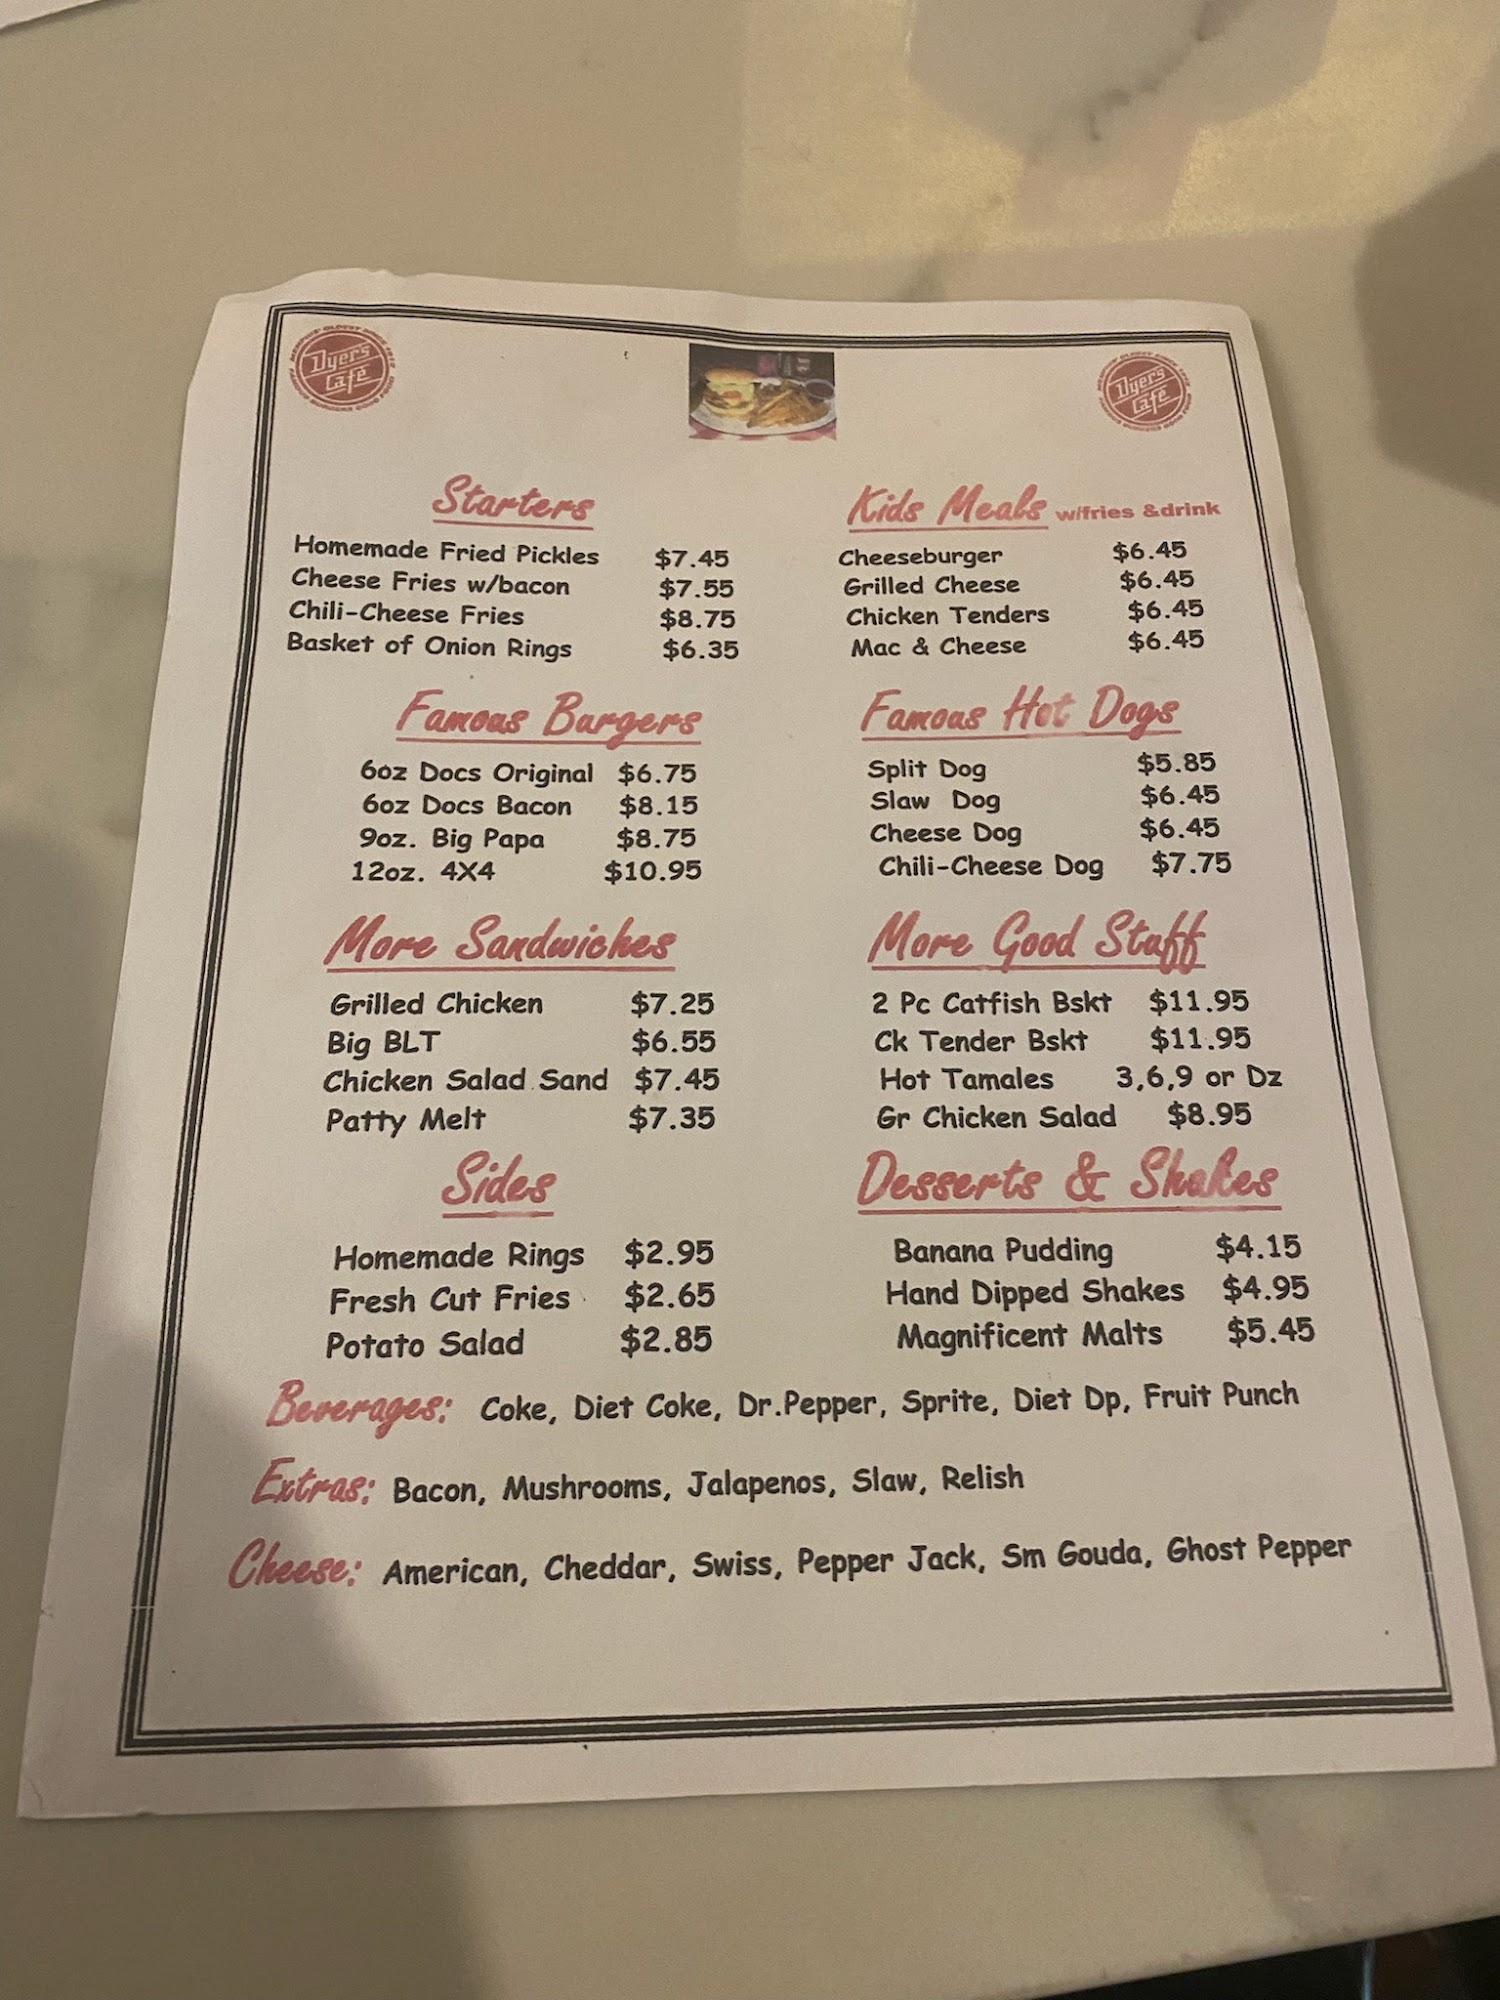 Dyer's
Cafe
Dyer's
Cafe
Starters
Homemade Fried Pickles $7.45
Cheese Fries w/bacon $7.55
Chili-Cheese Fries $8.75
Basket of Onion Rings $6.35
Kids Meals w/fries &drink
Cheeseburger $6.45
Grilled Cheese $6.45
Chicken Tenders $6.45
Mac & Cheese $6.45
Famous Burgers
6oz Docs Original $6.75
6oz Docs Bacon $8.15
9oz. Big Papa $8.75
12oz. 4X4 $10.95
Famous Hot Dogs
Split Dog $5.85
Slaw Dog $6.45
Cheese Dog $6.45
Chili-Cheese Dog $7.75
More Sandwiches
Grilled Chicken $7.25
Big BLT $6.55
Chicken Salad Sand $7.45
Patty Melt $7.35
More Good Stuff
2 Pc Catfish Bskt $11.95
Ck Tender Bskt $11.95
Hot Tamales 3,6,9 or Dz
Gr Chicken Salad $8.95
Sides
Homemade Rings $2.95
Fresh Cut Fries $2.65
Potato Salad $2.85
Desserts & Shakes
Banana Pudding $4.15
Hand Dipped Shakes $4.95
Magnificent Malts $5.45
Beverages: Coke, Diet Coke, Dr.Pepper, Sprite, Diet Dp, Fruit Punch
Extras: Bacon, Mushrooms, Jalapenos, Slaw, Relish
Cheese: American, Cheddar, Swiss, Pepper Jack, Sm Gouda, Ghost Pepper